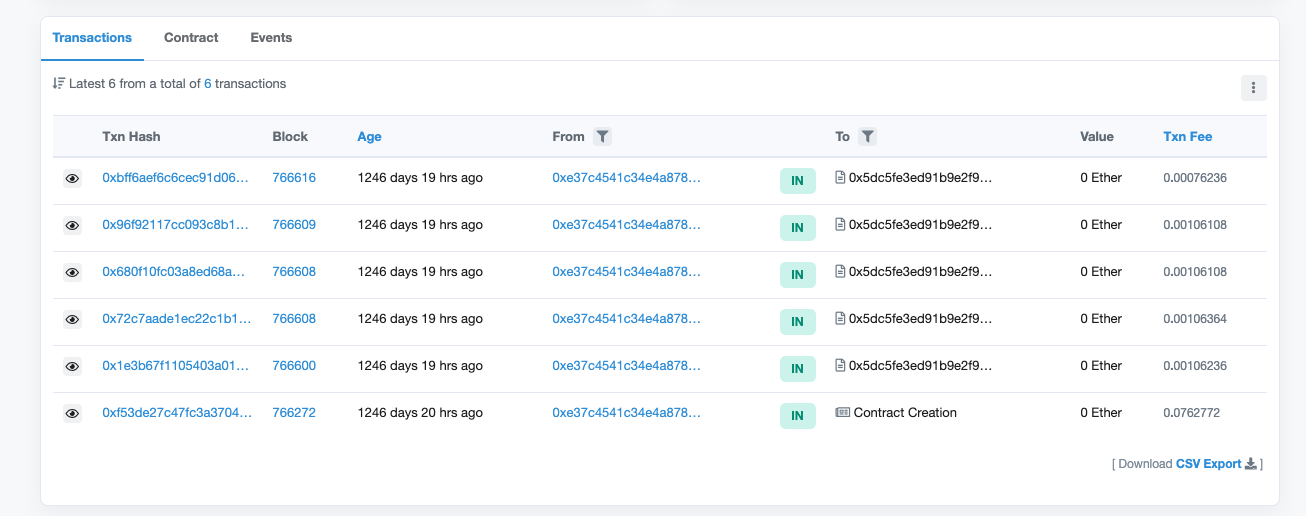 Transactions Contract Events
Latest 6 from a total of 6 transactions
Txn Hash Block Age From To Value Txn Fee
0xbff6aef6c6cec91d06... 766616 1246 days 19 hrs ago 0xe37c4541c34e4a878... IN 0x5dc5fe3ed91b9e2f9... 0 Ether 0.00076236
0x96f92117cc093c8b1... 766609 1246 days 19 hrs ago 0xe37c4541c34e4a878... IN 0x5dc5fe3ed91b9e2f9... 0 Ether 0.00106108
0x680f10fc03a8ed68a... 766608 1246 days 19 hrs ago 0xe37c4541c34e4a878... IN 0x5dc5fe3ed91b9e2f9... 0 Ether 0.00106108
0x72c7aade1ec22c1b1... 766608 1246 days 19 hrs ago 0xe37c4541c34e4a878... IN 0x5dc5fe3ed91b9e2f9... 0 Ether 0.00106364
0x1e3b67f1105403a01... 766600 1246 days 19 hrs ago 0xe37c4541c34e4a878... IN 0x5dc5fe3ed91b9e2f9... 0 Ether 0.00106236
0xf53de27c47fc3a3704... 766272 1246 days 20 hrs ago 0xe37c4541c34e4a878... IN Contract Creation 0 Ether 0.0762772
[ Download CSV Export ]